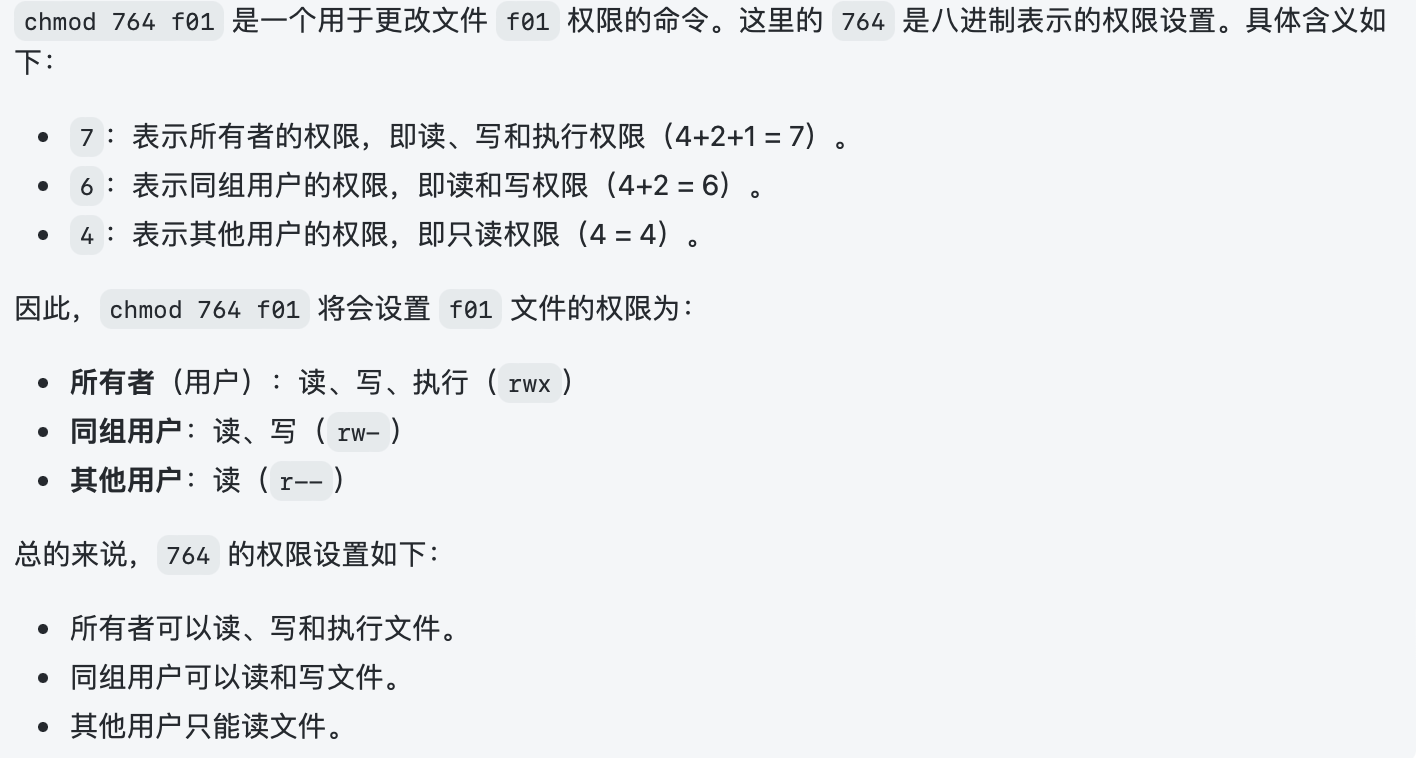 chmod 764 f01 是一个用于更改文件 f01 权限的命令。这里的 764 是八进制表示的权限设置。具体含义如
下：
• 7：表示所有者的权限，即读、写和执行权限（4+2+1 = 7）。
• 6：表示同组用户的权限，即读和写权限（4+2 = 6）。
• 4：表示其他用户的权限，即只读权限（4 = 4）。
因此，chmod 764 f01 将会设置 f01 文件的权限为：
• 所有者（用户）：读、写、执行（rwx）
• 同组用户：读、写（rw-）
• 其他用户：读（r--）
总的来说，764 的权限设置如下：
• 所有者可以读、写和执行文件。
• 同组用户可以读和写文件。
• 其他用户只能读文件。